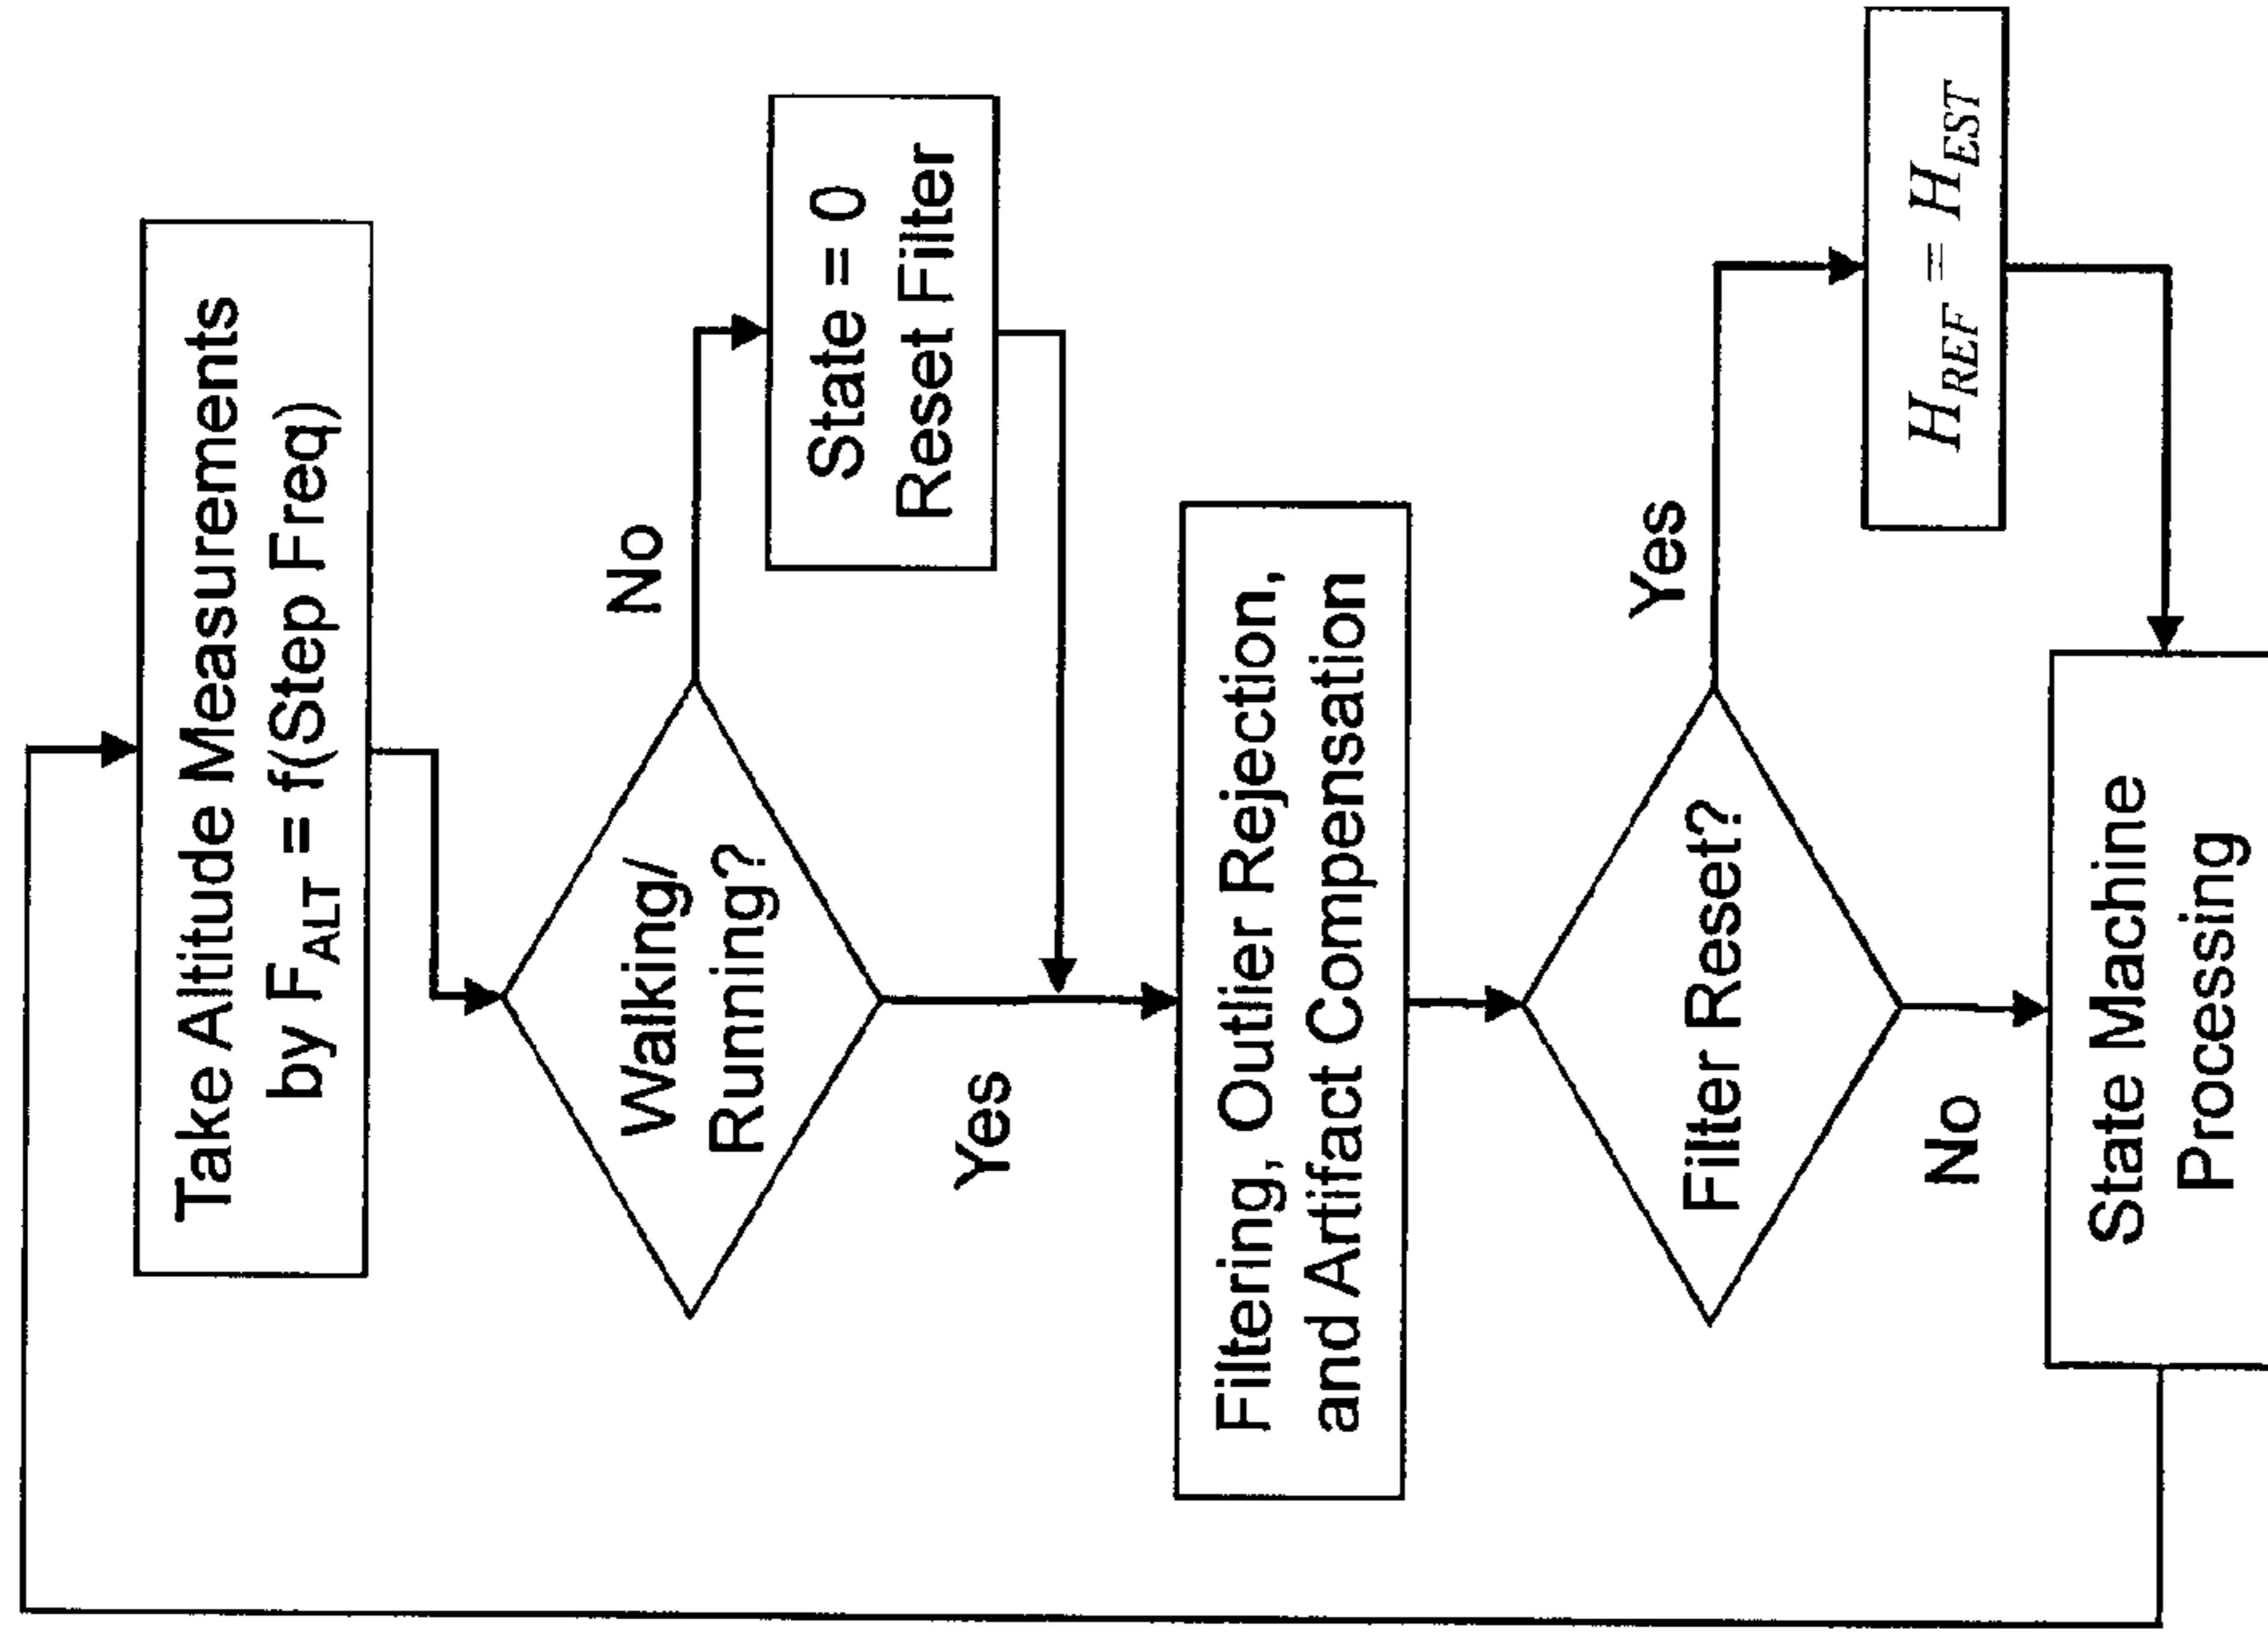 Take Altitude Measurements
by F_ALT = f(Step Freq)
Walking/
Running?
No
State = 0
Reset Filter
Yes
Filtering, Outlier Rejection,
and Artifact Compensation
Filter Reset?
Yes
H_REF = H_EST
No
State Machine
Processing